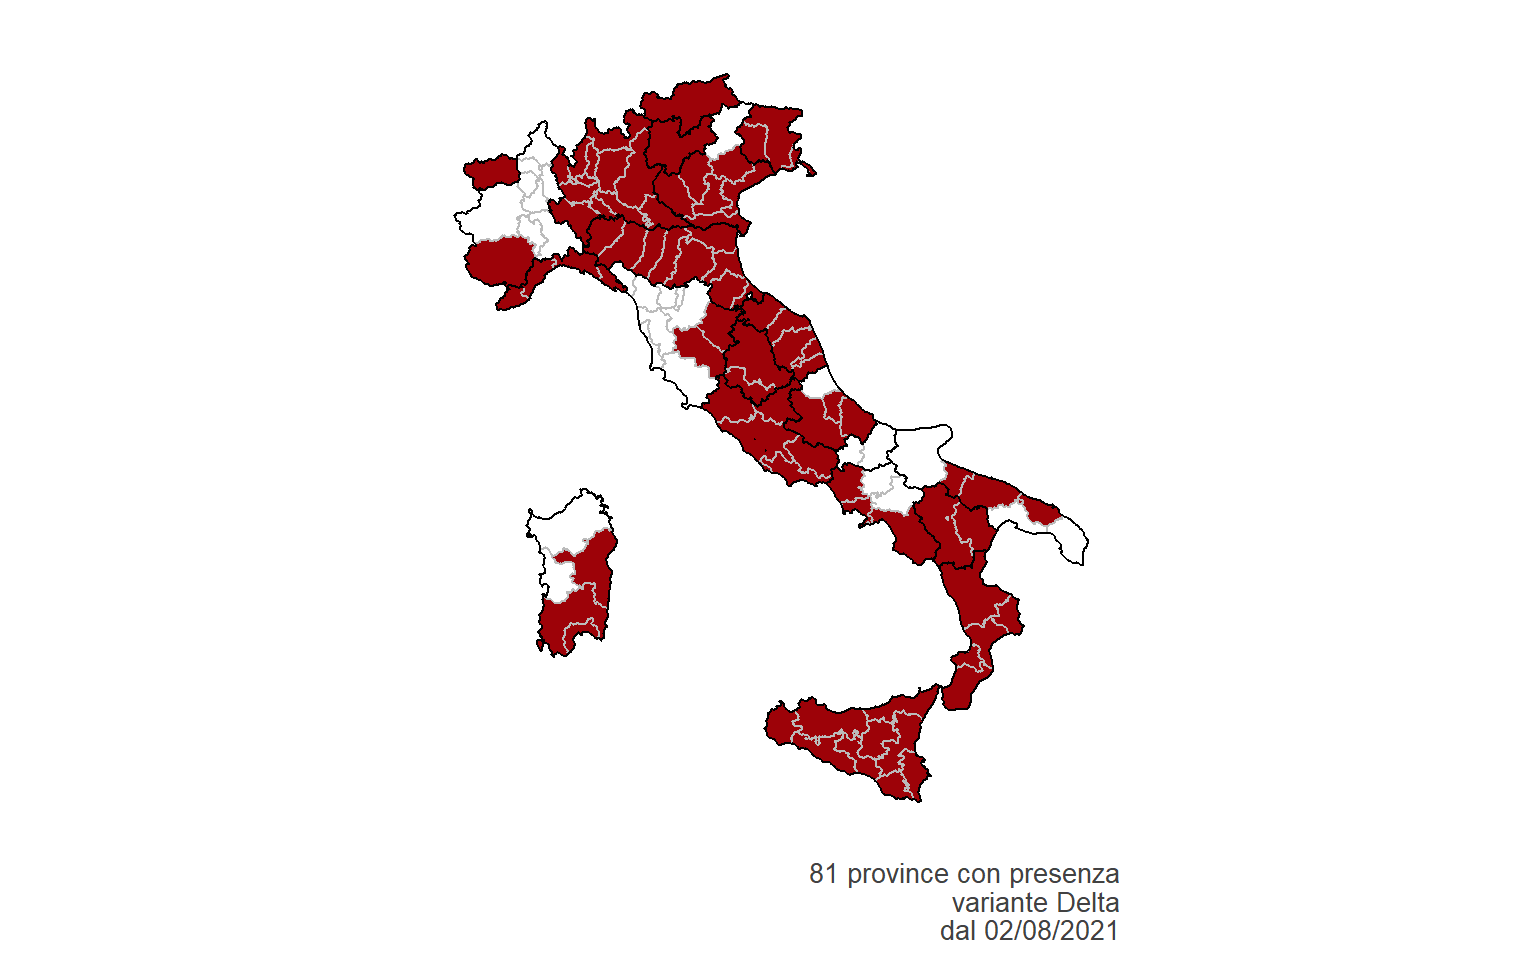 81 province con presenza
variante Delta
dal 02/08/2021